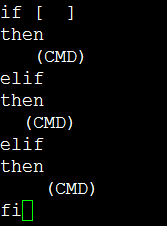 if [  ]
then
   (CMD)
elif
then
  (CMD)
elif
then
    (CMD)
fi